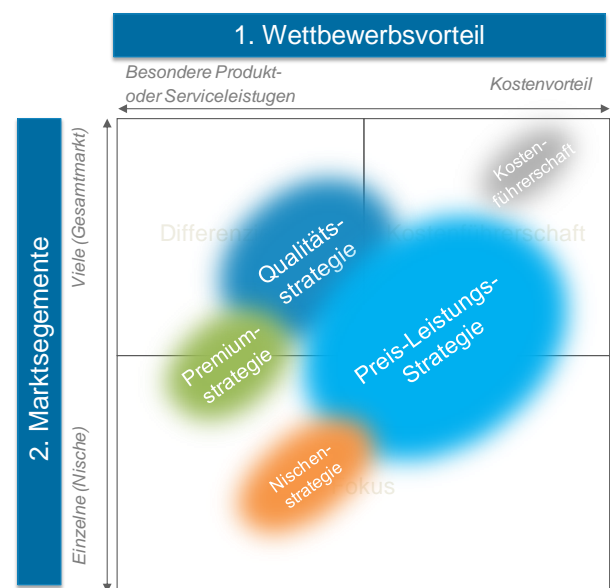 1. Wettbewerbsvorteil
Besondere Produkt-
oder Serviceleistugen
Kostenvorteil
2. Marktsegemente
Viele (Gesamtmarkt)
Einzelne (Nische)
Kosten-
führerschaft
Qualitäts-
strategie
Preis-Leistungs-
Strategie
Premium-
strategie
Nischen-
strategie